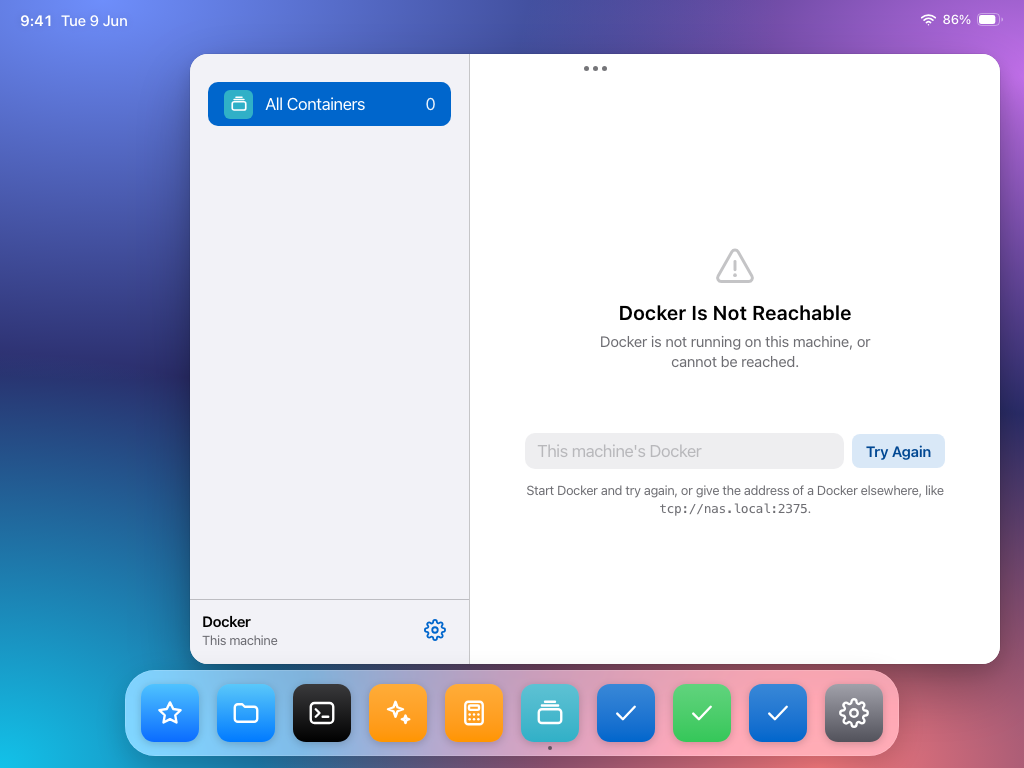 9:41 Tue 9 Jun
86%
All Containers 0
Docker Is Not Reachable
Docker is not running on this machine, or
cannot be reached.
This machine's Docker
Try Again
Start Docker and try again, or give the address of a Docker elsewhere, like
tcp://nas.local:2375.
Docker
This machine